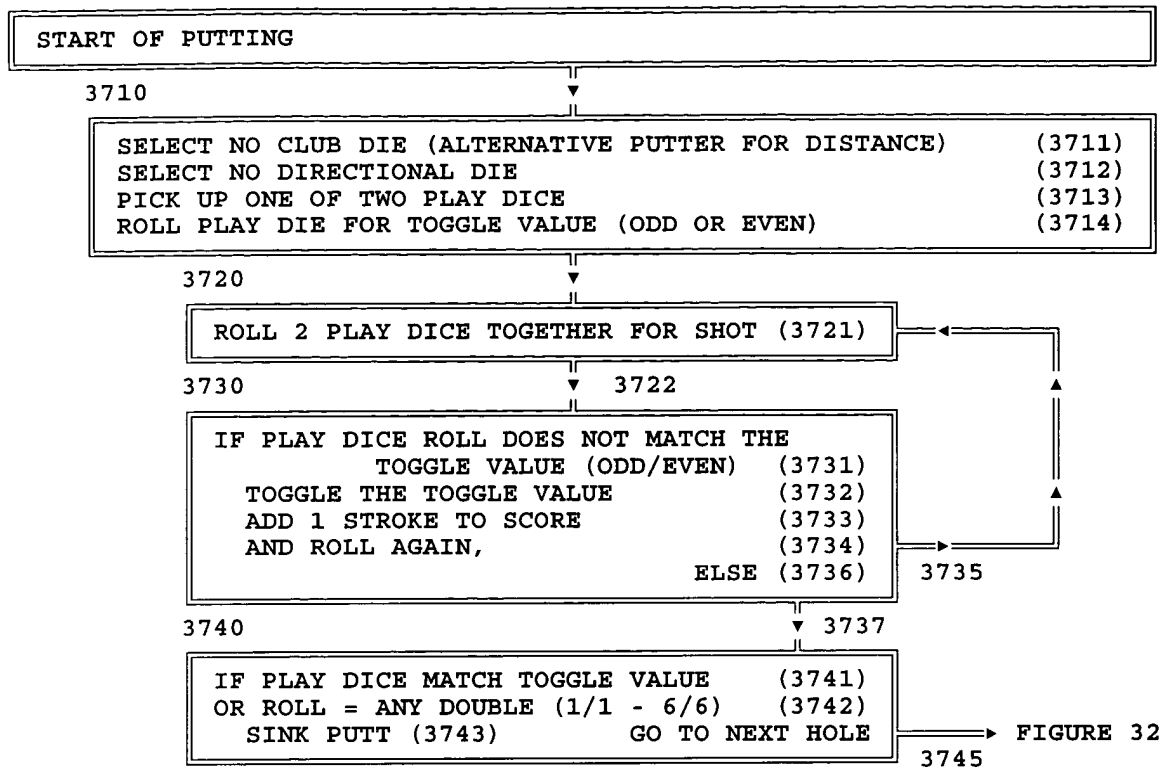 START OF PUTTING
3710
SELECT NO CLUB DIE (ALTERNATIVE PUTTER FOR DISTANCE) (3711)
SELECT NO DIRECTIONAL DIE (3712)
PICK UP ONE OF TWO PLAY DICE (3713)
ROLL PLAY DIE FOR TOGGLE VALUE (ODD OR EVEN) (3714)
3720
ROLL 2 PLAY DICE TOGETHER FOR SHOT (3721)
3730 3722
IF PLAY DICE ROLL DOES NOT MATCH THE
TOGGLE VALUE (ODD/EVEN) (3731)
TOGGLE THE TOGGLE VALUE (3732)
ADD 1 STROKE TO SCORE (3733)
AND ROLL AGAIN, (3734)
ELSE (3736) 3735
3740 3737
IF PLAY DICE MATCH TOGGLE VALUE (3741)
OR ROLL = ANY DOUBLE (1/1 - 6/6) (3742)
SINK PUTT (3743) GO TO NEXT HOLE FIGURE 32
3745